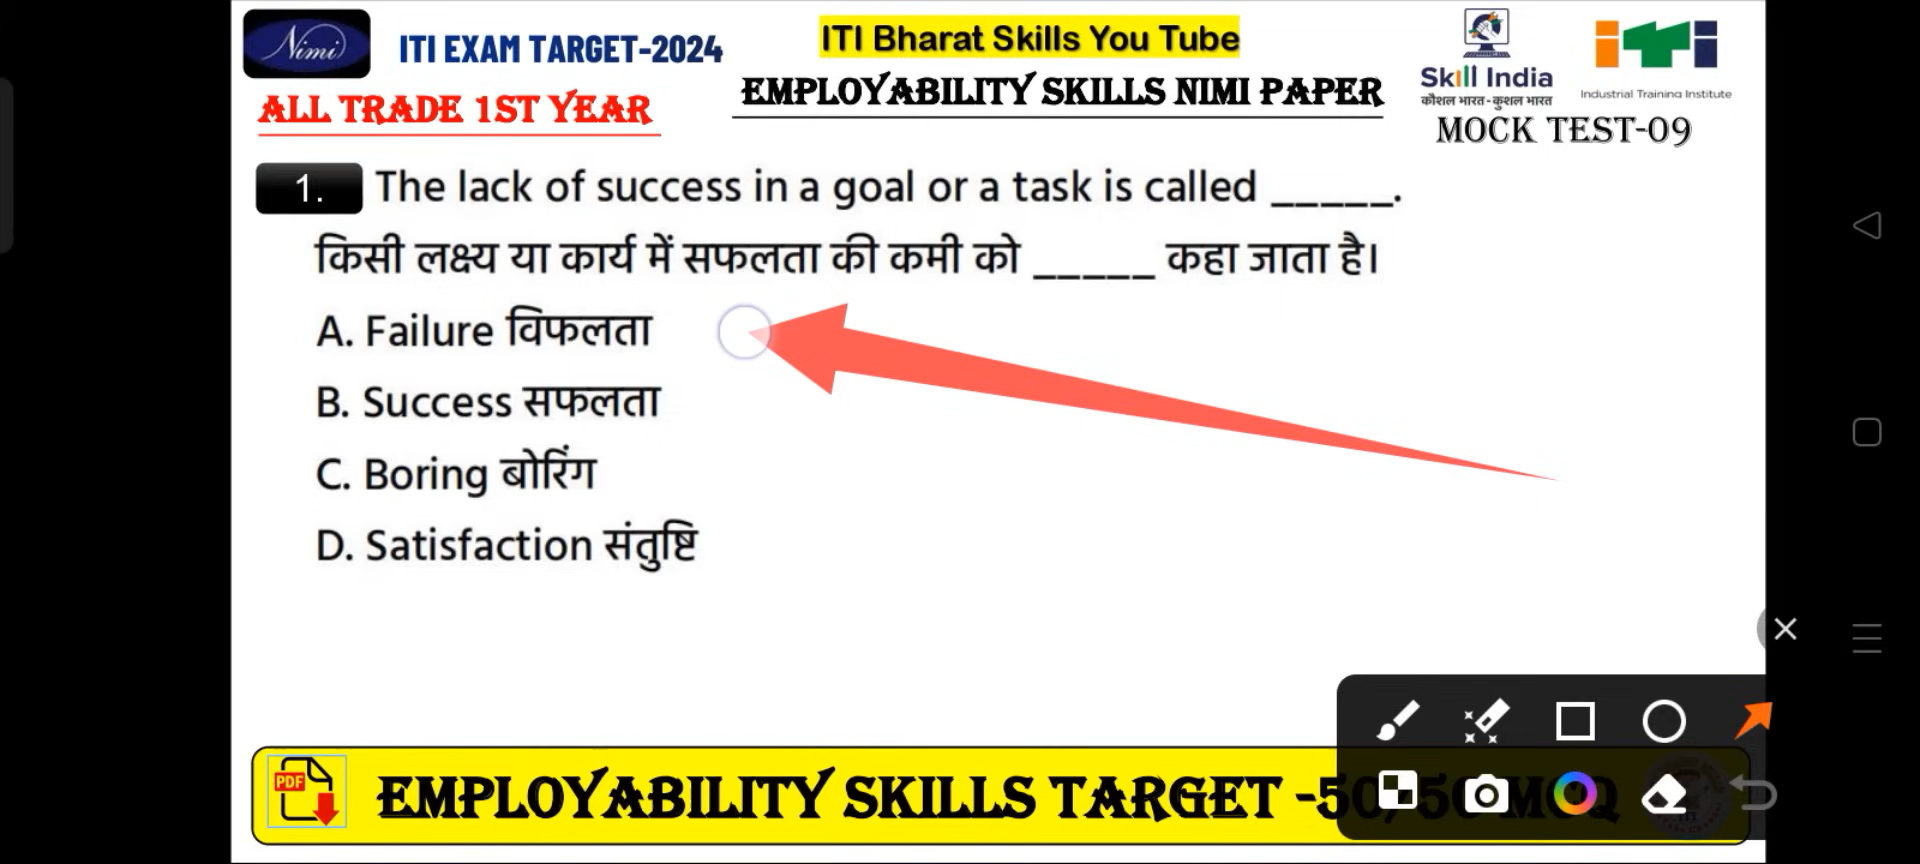 Nimi
ITI EXAM TARGET-2024
ITI Bharat Skills You Tube
ALL TRADE 1ST YEAR
EMPLOYABILITY SKILLS NIMI PAPER
Skill India
कौशल भारत-कुशल भारत
Industrial Training Institute
MOCK TEST-09
1. The lack of success in a goal or a task is called _____.
किसी लक्ष्य या कार्य में सफलता की कमी को _____ कहा जाता है।
A. Failure विफलता
B. Success सफलता
C. Boring बोरिंग
D. Satisfaction संतुष्टि
PDF
EMPLOYABILITY SKILLS TARGET -50/50 MCQ